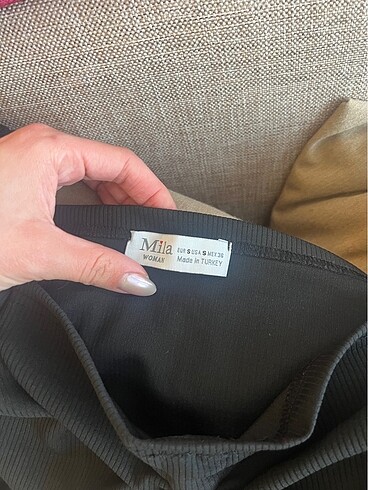 Mila
WOMAN
EUR S USA S MEX 36
Made in TURKEY